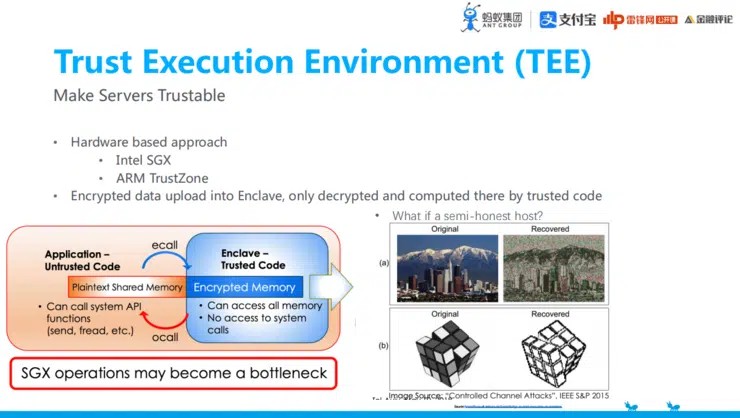 蚂蚁集团
ANT GROUP
支付宝
雷锋网
公开课
金融评论
Trust Execution Environment (TEE)
Make Servers Trustable
• Hardware based approach
• Intel SGX
• ARM TrustZone
• Encrypted data upload into Enclave, only decrypted and computed there by trusted code
Application –
Untrusted Code
ecall
Enclave –
Trusted Code
Plaintext Shared Memory
Encrypted Memory
• Can call system API
functions
(send, fread, etc.)
ocall
• Can access all memory
• No access to system
calls
SGX operations may become a bottleneck
• What if a semi-honest host?
Original
Recovered
(a)
Original
Recovered
(b)
Image Source: "Controlled Channel Attacks", IEEE S&P 2015